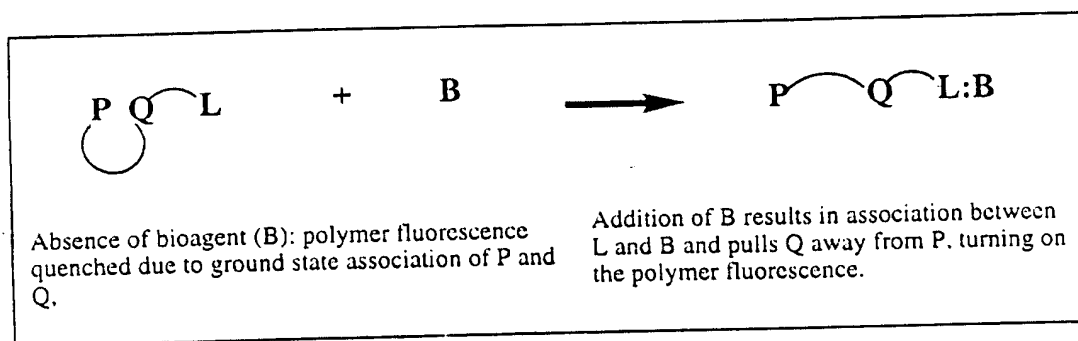 P Q L + B P Q L:B
Absence of bioagent (B): polymer fluorescence
quenched due to ground state association of P and
Q.
Addition of B results in association between
L and B and pulls Q away from P. turning on
the polymer fluorescence.